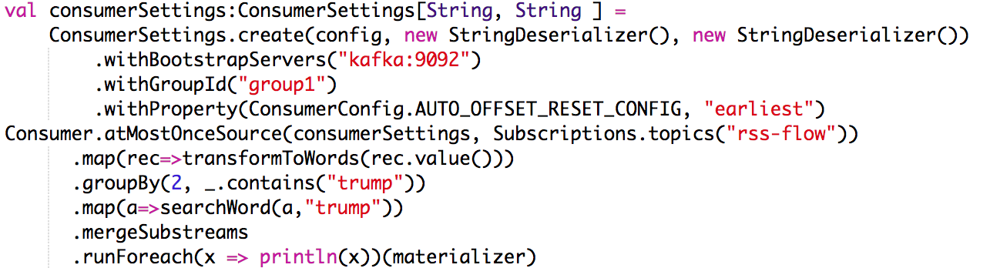 val consumerSettings:ConsumerSettings[String, String ] =
ConsumerSettings.create(config, new StringDeserializer(), new StringDeserializer())
.withBootstrapServers("kafka:9092")
.withGroupId("group1")
.withProperty(ConsumerConfig.AUTO_OFFSET_RESET_CONFIG, "earliest")
Consumer.atMostOnceSource(consumerSettings, Subscriptions.topics("rss-flow"))
.map(rec=>transformToWords(rec.value()))
.groupBy(2, _.contains("trump"))
.map(a=>searchWord(a,"trump"))
.mergeSubstreams
.runForeach(x => println(x))(materializer)